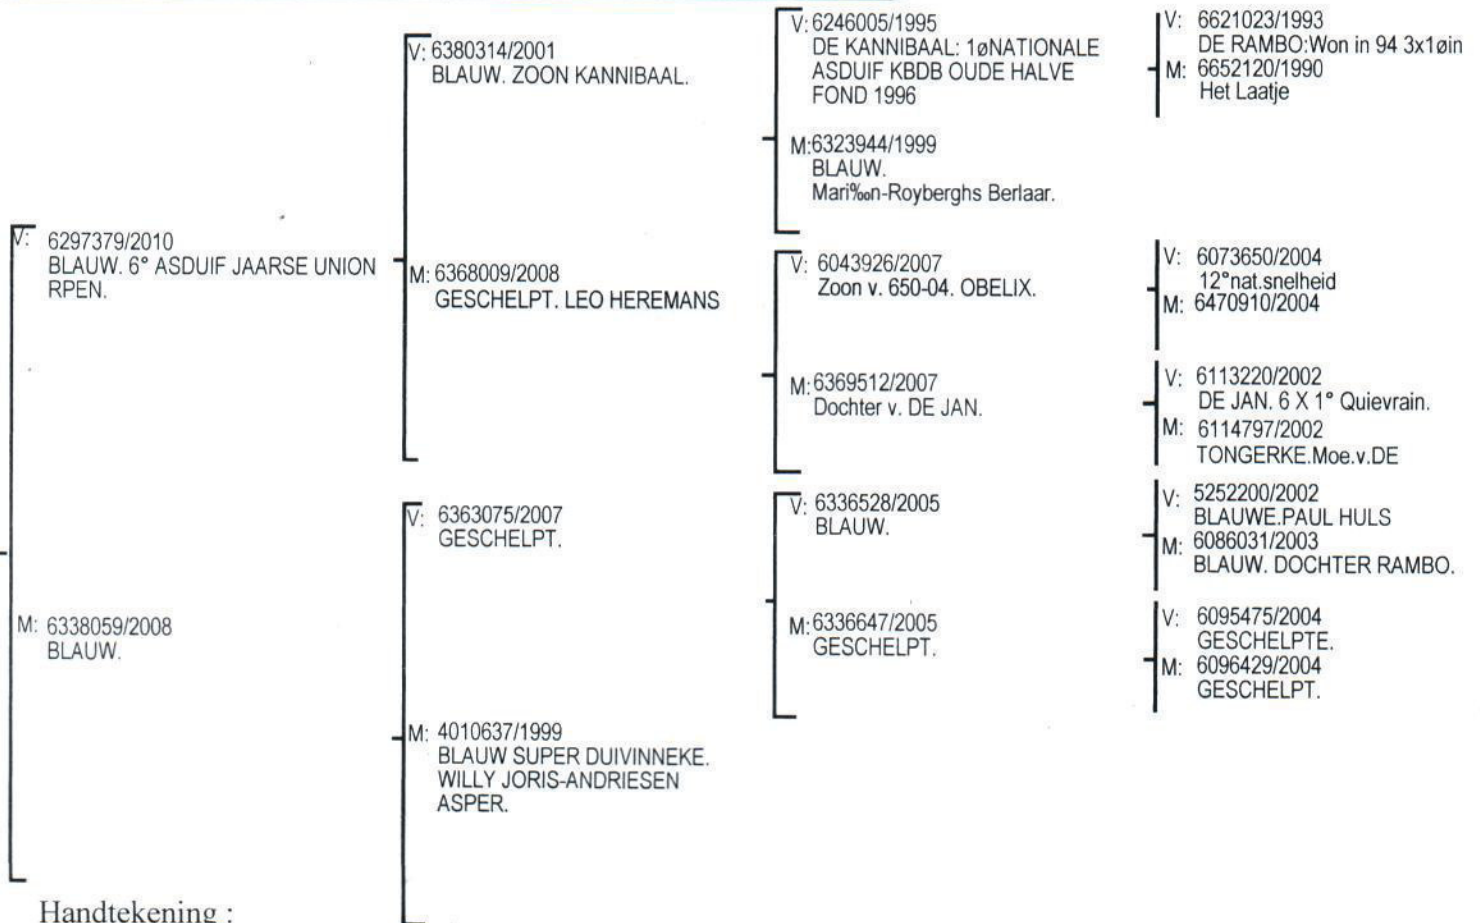 V: 6297379/2010
BLAUW. 6° ASDUIF JAARSE UNION
RPEN.
M: 6338059/2008
BLAUW.
V: 6380314/2001
BLAUW. ZOON KANNIBAAL.
M: 6368009/2008
GESCHELPT. LEO HEREMANS
V: 6363075/2007
GESCHELPT.
M: 4010637/1999
BLAUW SUPER DUIVINNEKE.
WILLY JORIS-ANDRIESEN
ASPER.
V: 6246005/1995
DE KANNIBAAL: 1øNATIONALE
ASDUIF KBDB OUDE HALVE
FOND 1996
M: 6323944/1999
BLAUW.
Mari‰n-Royberghs Berlaar.
V: 6043926/2007
Zoon v. 650-04. OBELIX.
M: 6369512/2007
Dochter v. DE JAN.
V: 6336528/2005
BLAUW.
M: 6336647/2005
GESCHELPT.
V: 6621023/1993
DE RAMBO:Won in 94 3x1øin
M: 6652120/1990
Het Laatje
V: 6073650/2004
12°nat.snelheid
M: 6470910/2004
V: 6113220/2002
DE JAN. 6 X 1° Quievrain.
M: 6114797/2002
TONGERKE.Moe.v.DE
V: 5252200/2002
BLAUWE.PAUL HULS
M: 6086031/2003
BLAUW. DOCHTER RAMBO.
V: 6095475/2004
GESCHELPTE.
M: 6096429/2004
GESCHELPT.
Handtekening :